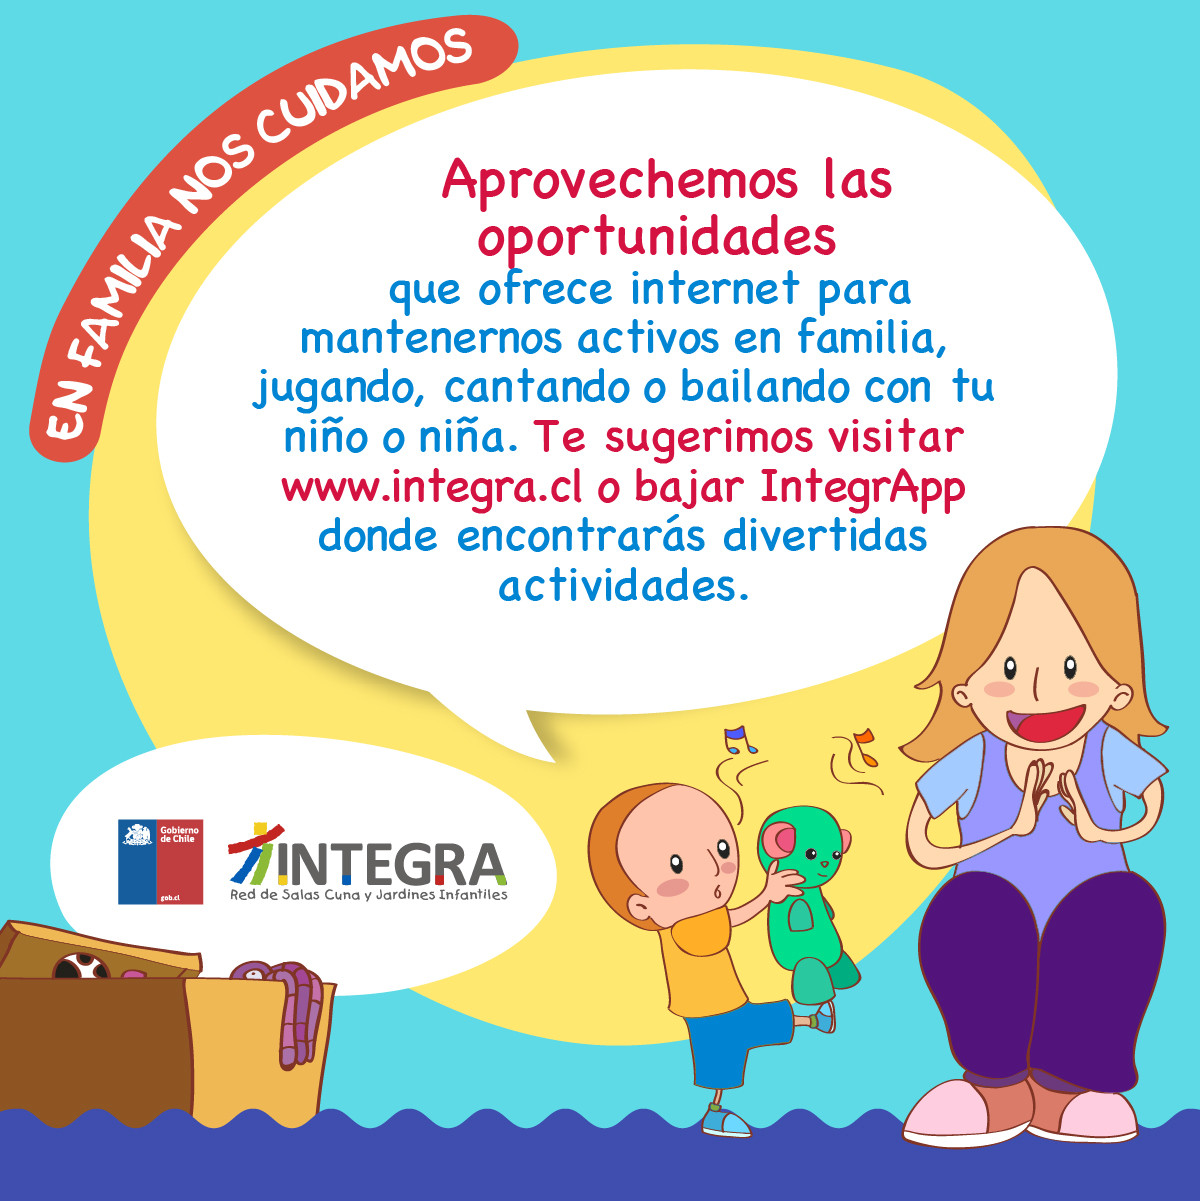 EN FAMILIA NOS CUIDAMOS
Aprovechemos las
oportunidades
que ofrece internet para
mantenernos activos en familia,
jugando, cantando o bailando con tu
niño o niña. Te sugerimos visitar
www.integra.cl o bajar IntegrApp
donde encontrarás divertidas
actividades.
Gobierno
de Chile
gob.cl
INTEGRA
Red de Salas Cuna y Jardines Infantiles